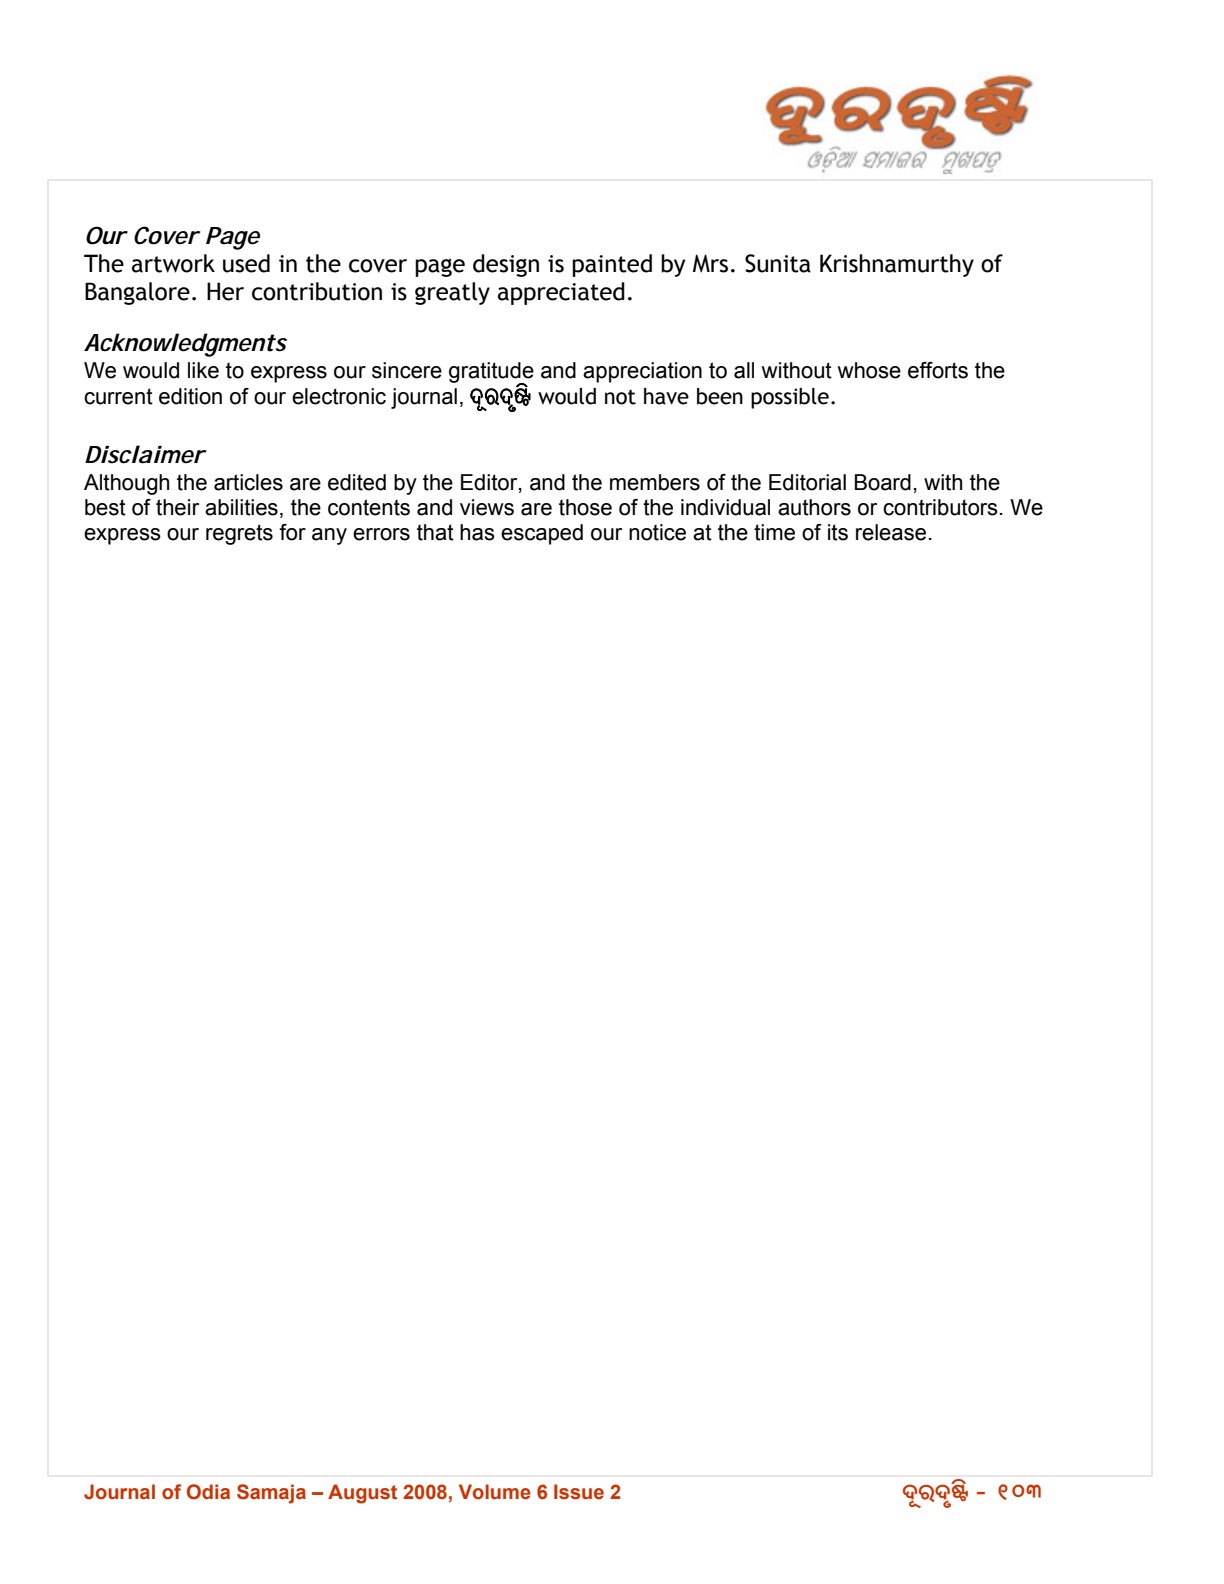 ଦୂରଦୃଷ୍ଟି
ଓଡ଼ିଆ ସମାଜର ମୁଖପତ୍ର
Our Cover Page
The artwork used in the cover page design is painted by Mrs. Sunita Krishnamurthy of
Bangalore. Her contribution is greatly appreciated.
Acknowledgments
We would like to express our sincere gratitude and appreciation to all without whose efforts the
current edition of our electronic journal, ଦୂରଦୃଷ୍ଟି would not have been possible.
Disclaimer
Although the articles are edited by the Editor, and the members of the Editorial Board, with the
best of their abilities, the contents and views are those of the individual authors or contributors. We
express our regrets for any errors that has escaped our notice at the time of its release.
Journal of Odia Samaja – August 2008, Volume 6 Issue 2 ଦୂରଦୃଷ୍ଟି - ୧୦୩